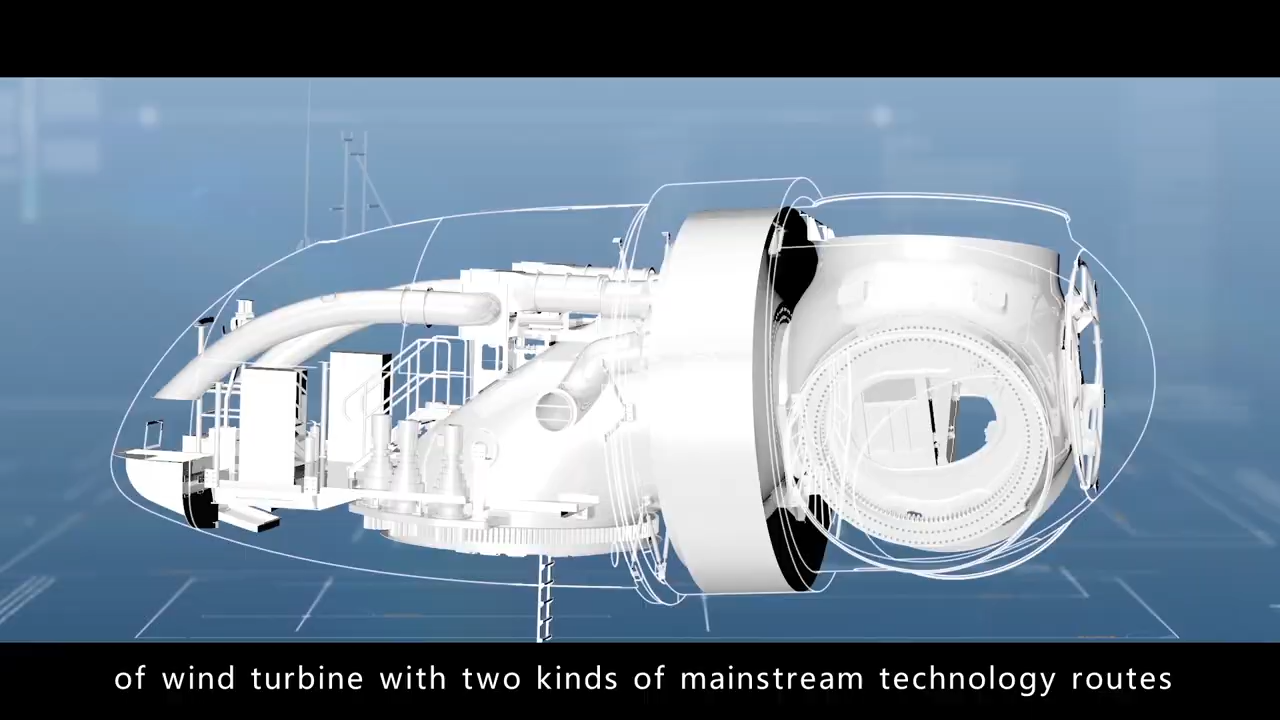 of wind turbine with two kinds of mainstream technology routes